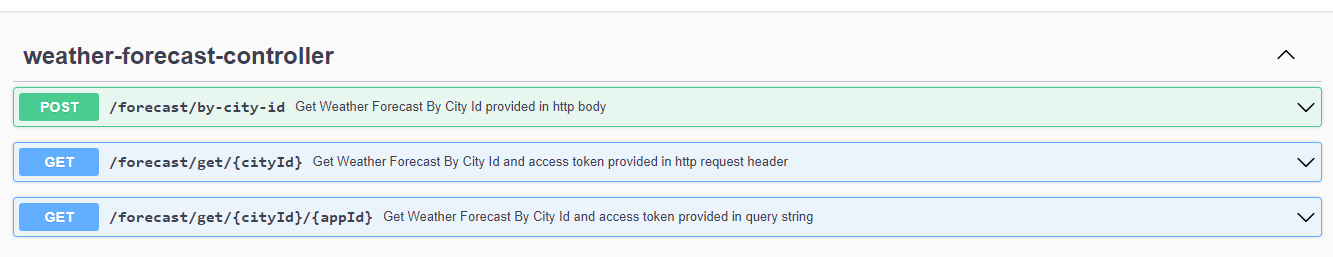 weather-forecast-controller
POST /forecast/by-city-id Get Weather Forecast By City Id provided in http body
GET /forecast/get/{cityId} Get Weather Forecast By City Id and access token provided in http request header
GET /forecast/get/{cityId}/{appId} Get Weather Forecast By City Id and access token provided in query string